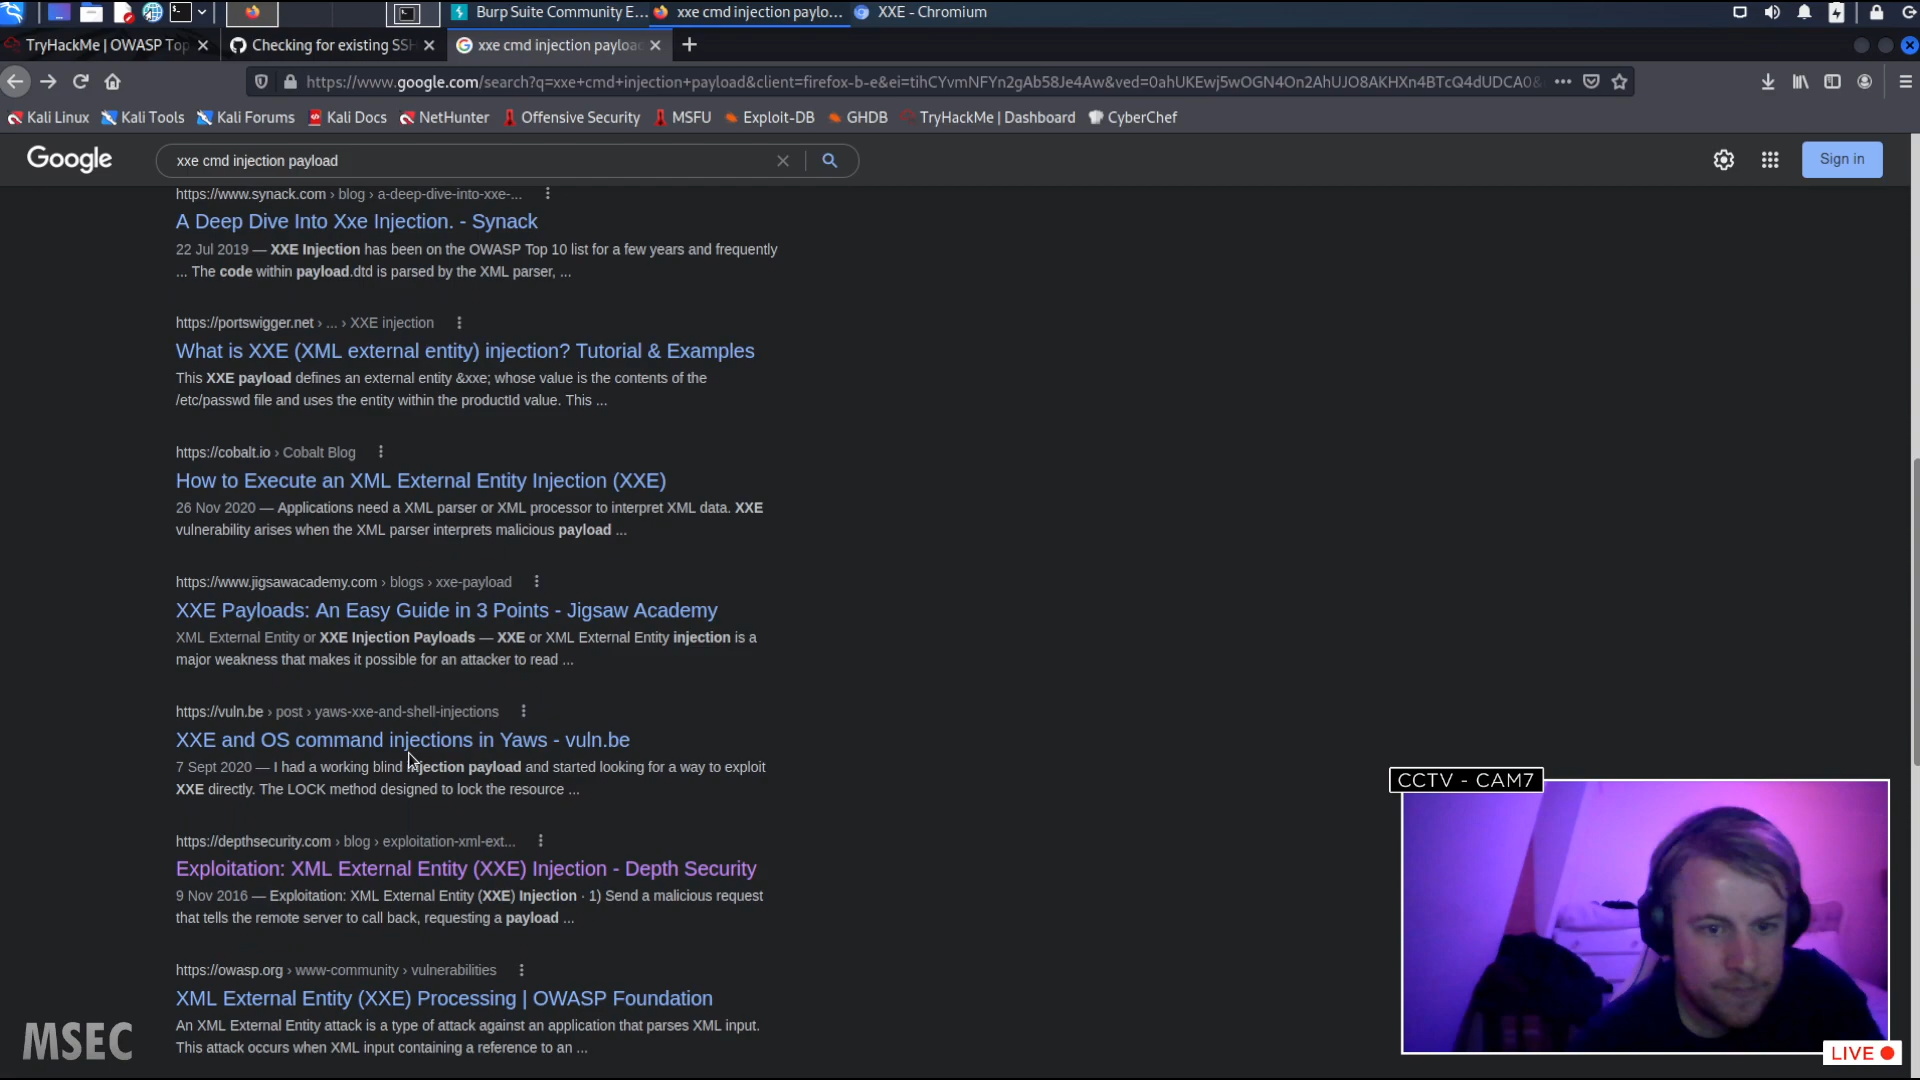 Burp Suite Community E...
xxe cmd injection paylo...
XXE - Chromium
TryHackMe | OWASP Top
Checking for existing SSH
xxe cmd injection payloa
https://www.google.com/search?q=xxe+cmd+injection+payload&client=firefox-b-e&ei=tihCYvmNFYn2gAb58Je4Aw&ved=0ahUKEwj5wOGN4On2AhUJO8AKHXn4BTcQ4dUDCA0&
Kali Linux
Kali Tools
Kali Forums
Kali Docs
NetHunter
Offensive Security
MSFU
Exploit-DB
GHDB
TryHackMe | Dashboard
CyberChef
Google
xxe cmd injection payload
Sign in
https://www.synack.com › blog › a-deep-dive-into-xxe-...
A Deep Dive Into Xxe Injection. - Synack
22 Jul 2019 — XXE Injection has been on the OWASP Top 10 list for a few years and frequently
... The code within payload.dtd is parsed by the XML parser, ...
https://portswigger.net › ... › XXE injection
What is XXE (XML external entity) injection? Tutorial & Examples
This XXE payload defines an external entity &xxe; whose value is the contents of the
/etc/passwd file and uses the entity within the productId value. This ...
https://cobalt.io › Cobalt Blog
How to Execute an XML External Entity Injection (XXE)
26 Nov 2020 — Applications need a XML parser or XML processor to interpret XML data. XXE
vulnerability arises when the XML parser interprets malicious payload ...
https://www.jigsawacademy.com › blogs › xxe-payload
XXE Payloads: An Easy Guide in 3 Points - Jigsaw Academy
XML External Entity or XXE Injection Payloads — XXE or XML External Entity injection is a
major weakness that makes it possible for an attacker to read ...
https://vuln.be › post › yaws-xxe-and-shell-injections
XXE and OS command injections in Yaws - vuln.be
7 Sept 2020 — I had a working blind injection payload and started looking for a way to exploit
XXE directly. The LOCK method designed to lock the resource ...
https://depthsecurity.com › blog › exploitation-xml-ext...
Exploitation: XML External Entity (XXE) Injection - Depth Security
9 Nov 2016 — Exploitation: XML External Entity (XXE) Injection · 1) Send a malicious request
that tells the remote server to call back, requesting a payload ...
https://owasp.org › www-community › vulnerabilities
XML External Entity (XXE) Processing | OWASP Foundation
An XML External Entity attack is a type of attack against an application that parses XML input.
This attack occurs when XML input containing a reference to an ...
CCTV - CAM7
MSEC
LIVE